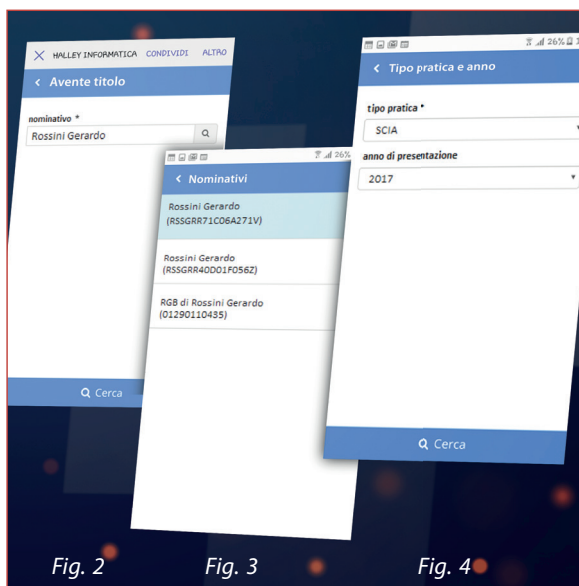 HALLEY INFORMATICA CONDIVIDI ALTRO
Avente titolo
nominativo *
Rossini Gerardo
Cerca
26%
Nominativi
Rossini Gerardo
(RSSGRR71C06A271V)
Rossini Gerardo
(RSSGRR40D01F056Z)
RGB di Rossini Gerardo
(01290110435)
26%
Tipo pratica e anno
tipo pratica *
SCIA
anno di presentazione
2017
Cerca
Fig. 2
Fig. 3
Fig. 4